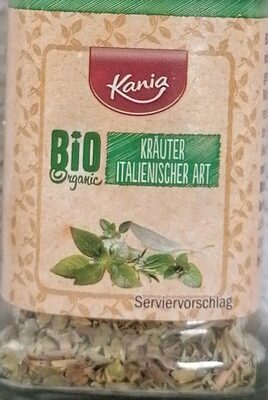 Kania
BiO
Organic
KRÄUTER
ITALIENISCHER ART
Serviervorschlag